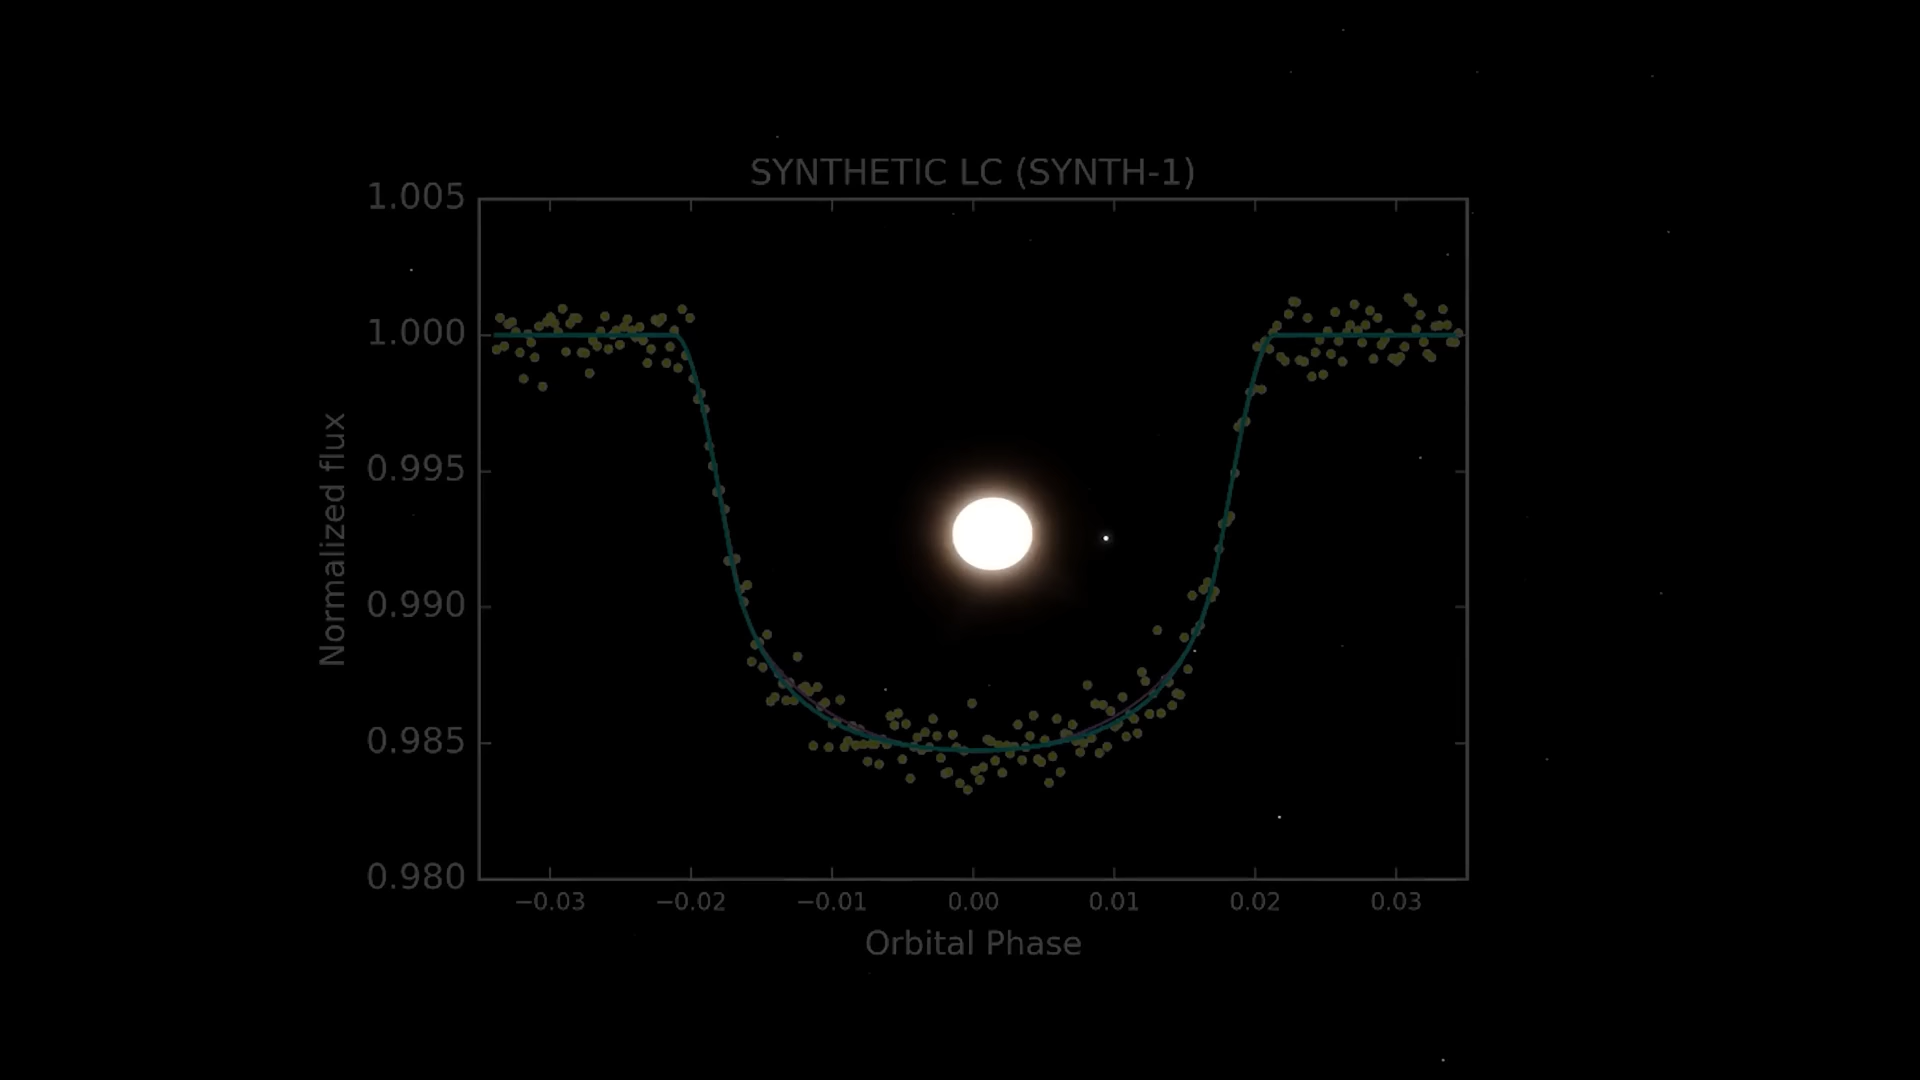 SYNTHETIC LC (SYNTH-1)
1.005
1.000
0.995
0.990
0.985
0.980
Normalized flux
−0.03 −0.02 −0.01 0.00 0.01 0.02 0.03
Orbital Phase